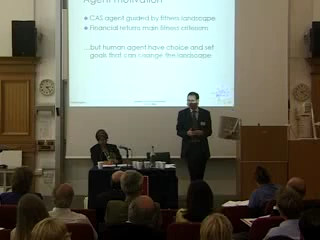 Agent motivation
CAS agent guided by fitness landscape
Financial returns main fitness criterion
...but human agent have choice and set
goals that can change the landscape